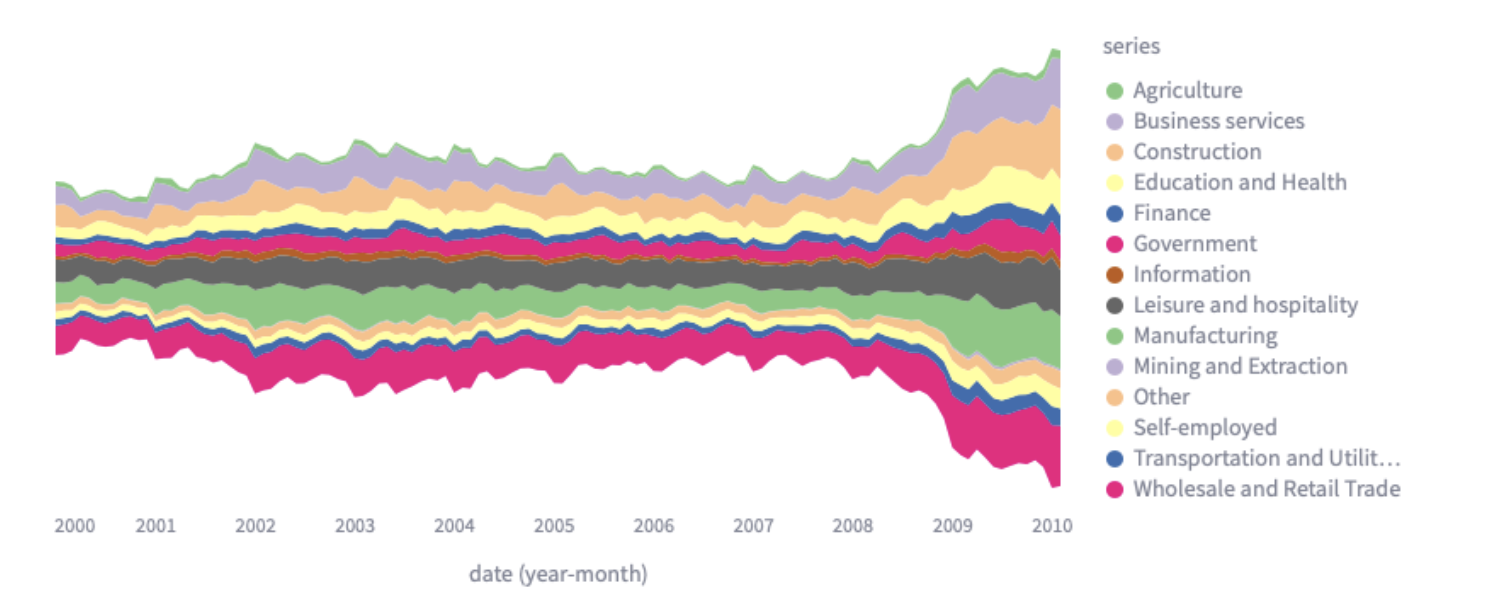 series
Agriculture
Business services
Construction
Education and Health
Finance
Government
Information
Leisure and hospitality
Manufacturing
Mining and Extraction
Other
Self-employed
Transportation and Utilit…
Wholesale and Retail Trade
2000 2001 2002 2003 2004 2005 2006 2007 2008 2009 2010
date (year-month)